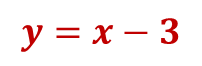 y = x − 3